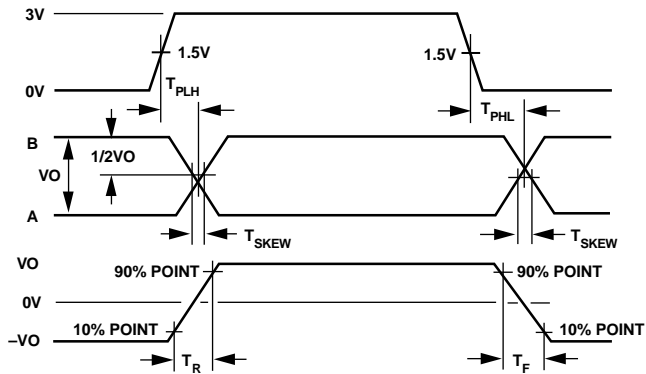 3V
1.5V
1.5V
0V
TPLH
TPHL
B
1/2VO
VO
A
TSKEW
TSKEW
VO
90% POINT
90% POINT
0V
10% POINT
10% POINT
–VO
TR
TF